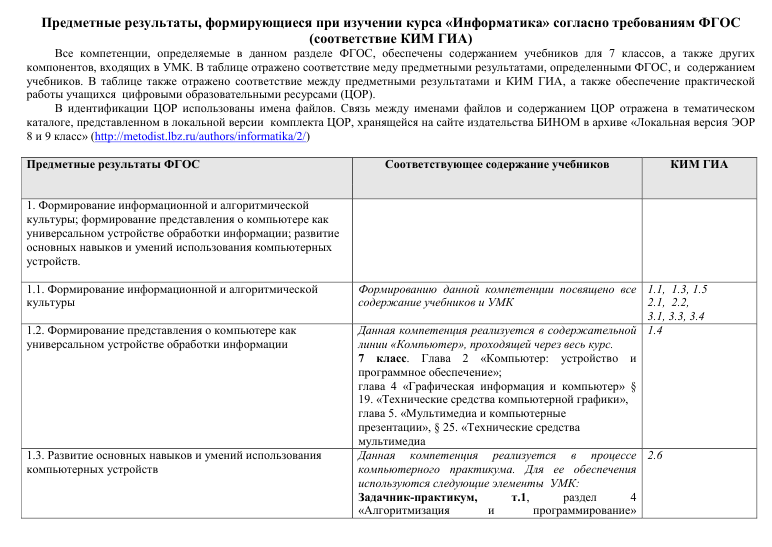 Предметные результаты, формирующиеся при изучении курса «Информатика» согласно требованиям ФГОС
(соответствие КИМ ГИА)
Все компетенции, определяемые в данном разделе ФГОС, обеспечены содержанием учебников для 7 классов, а также других
компонентов, входящих в УМК. В таблице отражено соответствие меду предметными результатами, определенными ФГОС, и содержанием
учебников. В таблице также отражено соответствие между предметными результатами и КИМ ГИА, а также обеспечение практической
работы учащихся цифровыми образовательными ресурсами (ЦОР).
В идентификации ЦОР использованы имена файлов. Связь между именами файлов и содержанием ЦОР отражена в тематическом
каталоге, представленном в локальной версии комплекта ЦОР, хранящейся на сайте издательства БИНОМ в архиве «Локальная версия ЭОР
8 и 9 класс» (http://metodist.lbz.ru/authors/informatika/2/)
Предметные результаты ФГОС
Соответствующее содержание учебников
КИМ ГИА
1. Формирование информационной и алгоритмической
культуры; формирование представления о компьютере как
универсальном устройстве обработки информации; развитие
основных навыков и умений использования компьютерных
устройств.
1.1. Формирование информационной и алгоритмической
культуры
Формированию данной компетенции посвящено все
содержание учебников и УМК
1.1, 1.3, 1.5
2.1, 2.2,
3.1, 3.3, 3.4
1.2. Формирование представления о компьютере как
универсальном устройстве обработки информации
Данная компетенция реализуется в содержательной
линии «Компьютер», проходящей через весь курс.
7 класс. Глава 2 «Компьютер: устройство и
программное обеспечение»;
глава 4 «Графическая информация и компьютер» §
19. «Технические средства компьютерной графики»,
глава 5. «Мультимедиа и компьютерные
презентации», § 25. «Технические средства
мультимедиа
1.4
1.3. Развитие основных навыков и умений использования
компьютерных устройств
Данная компетенция реализуется в процессе
компьютерного практикума. Для ее обеспечения
используются следующие элементы УМК:
Задачник-практикум, т.1, раздел 4
«Алгоритмизация и программирование»
2.6